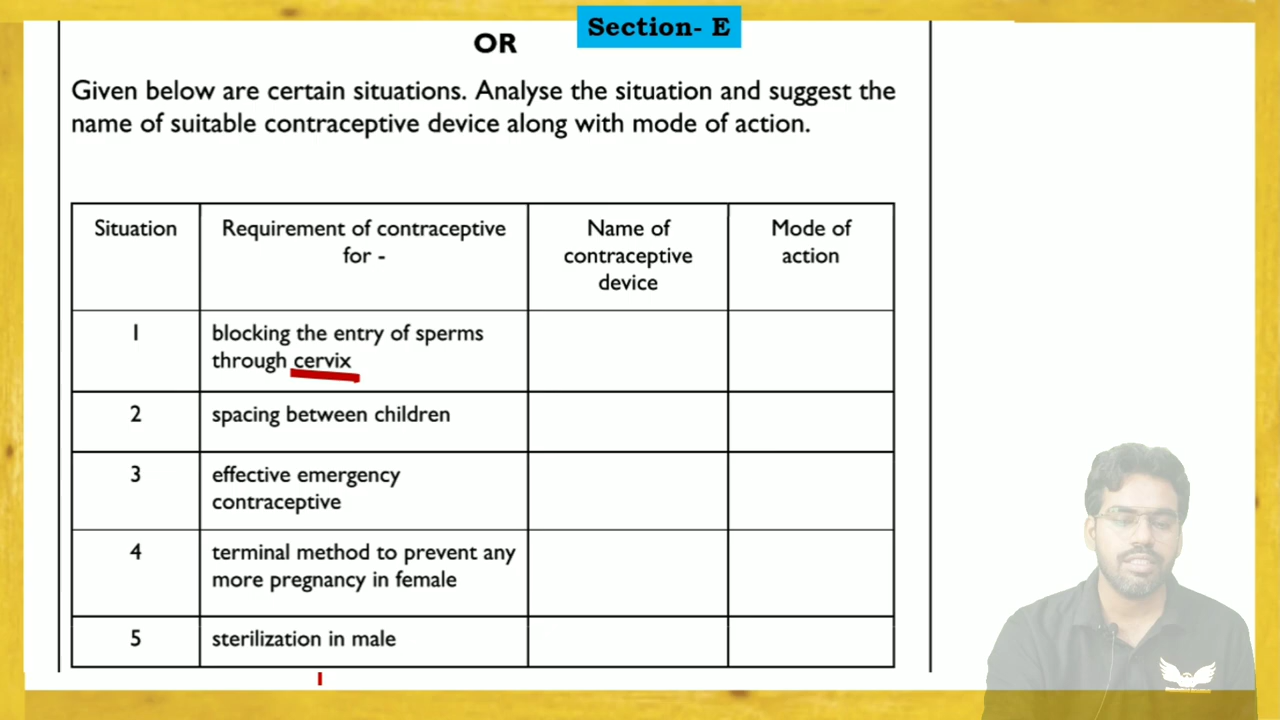 Section- E
OR
Given below are certain situations. Analyse the situation and suggest the
name of suitable contraceptive device along with mode of action.
Situation
Requirement of contraceptive
for -
Name of
contraceptive
device
Mode of
action
1
blocking the entry of sperms
through cervix
2
spacing between children
3
effective emergency
contraceptive
4
terminal method to prevent any
more pregnancy in female
5
sterilization in male